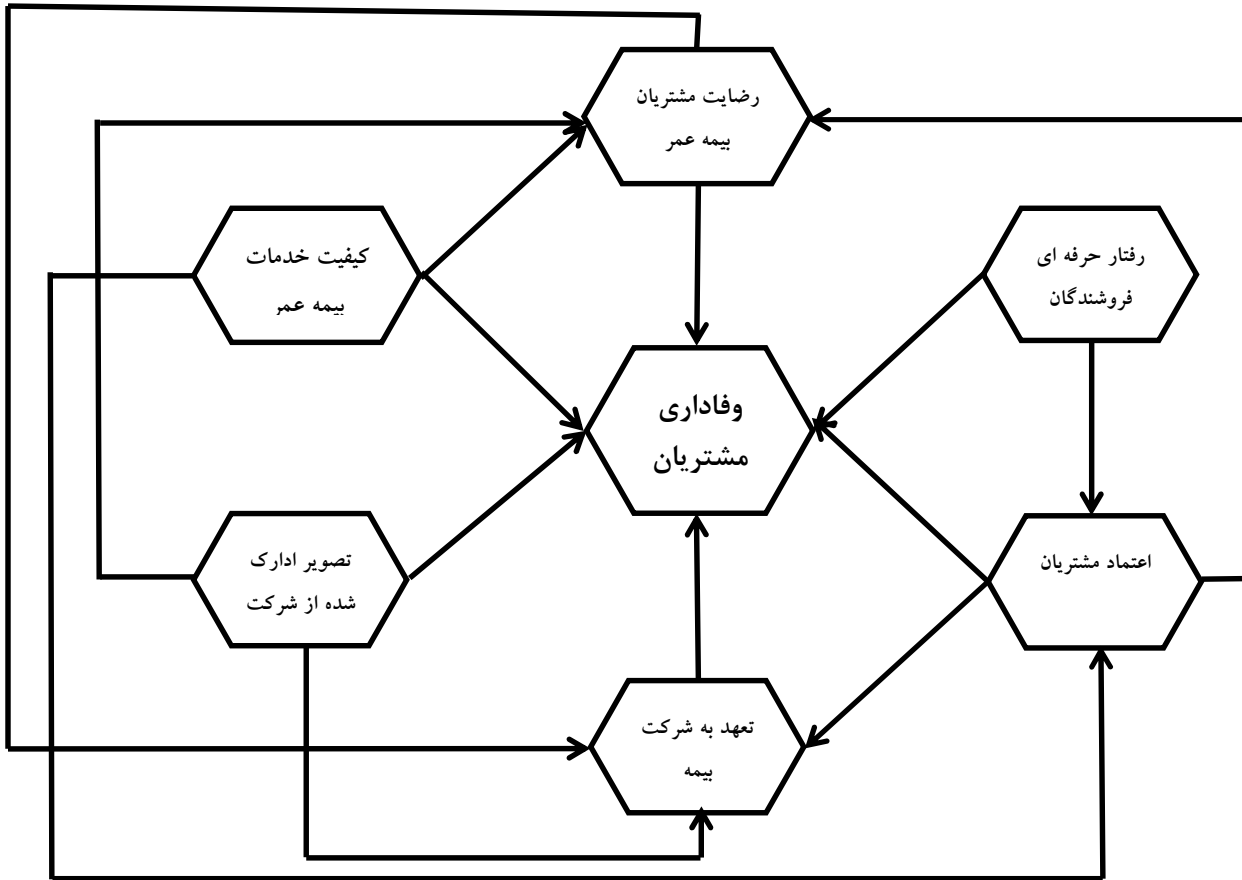 رضایت مشتریان
بیمه عمر
رفتار حرفه ای
فروشندگان
کیفیت خدمات
بیمه عمر
وفاداری
مشتریان
اعتماد مشتریان
تصویر ادارک
شده از شرکت
تعهد به شرکت
بیمه